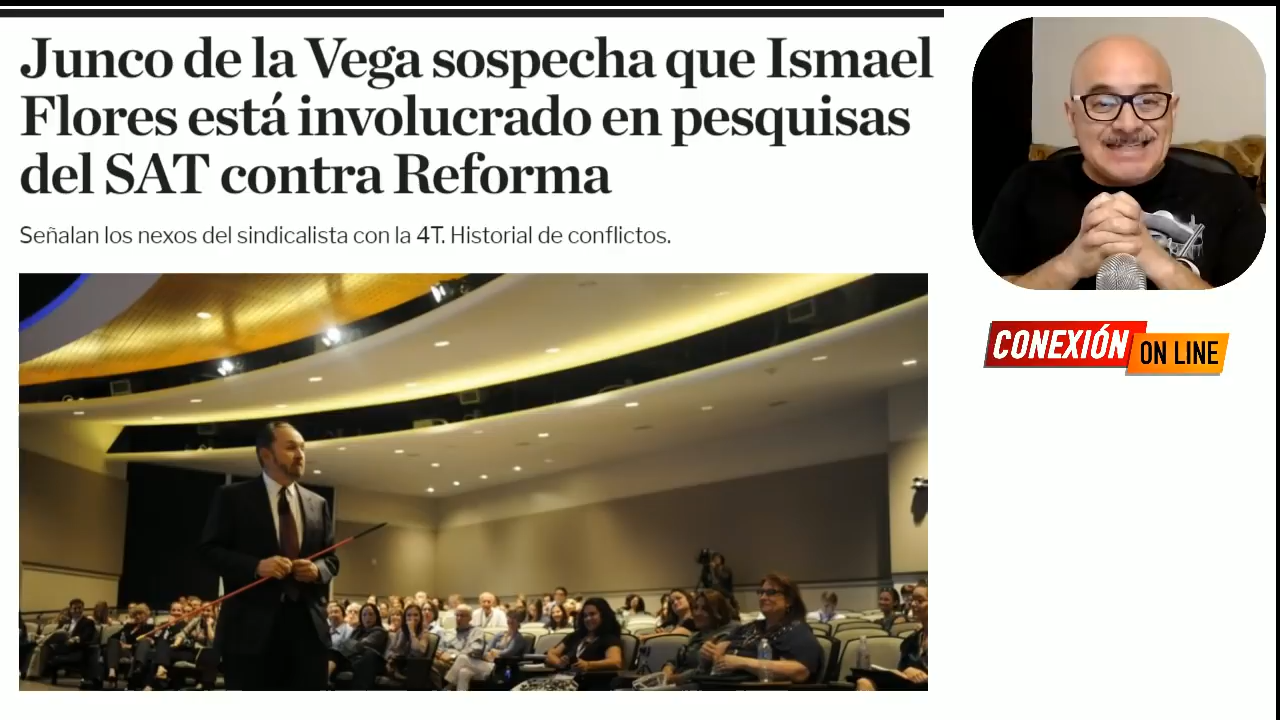 Junco de la Vega sospecha que Ismael
Flores está involucrado en pesquisas
del SAT contra Reforma
Señalan los nexos del sindicalista con la 4T. Historial de conflictos.
CONEXIÓN
ON LINE